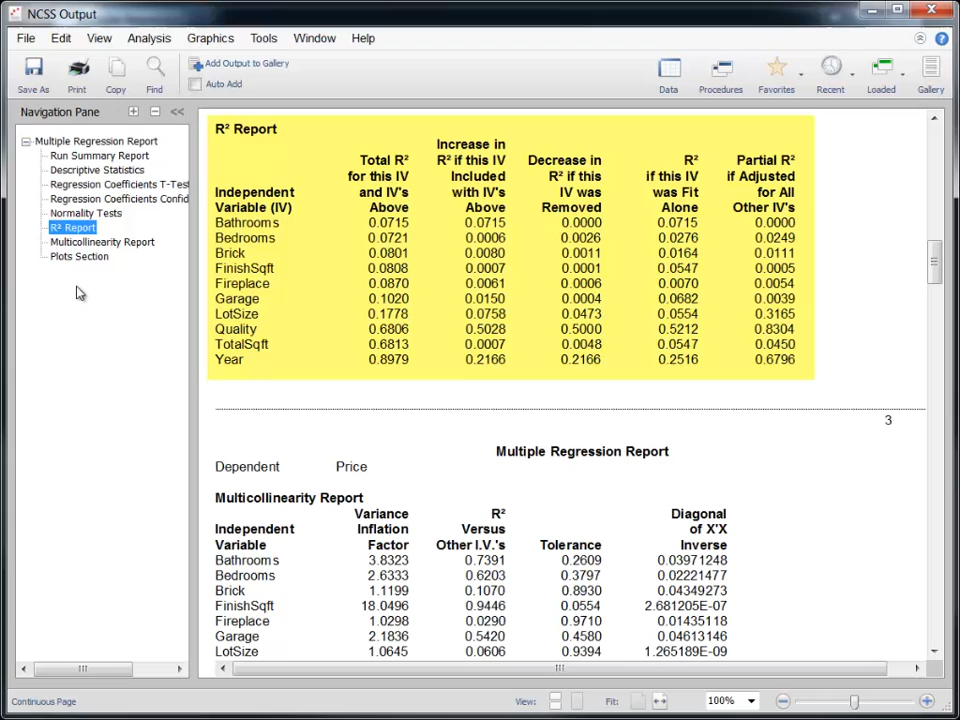 NCSS Output
File Edit View Analysis Graphics Tools Window Help
Add Output to Gallery
Auto Add
Save As Print Copy Find Data Procedures Favorites Recent Loaded Gallery
Navigation Pane
Multiple Regression Report
Run Summary Report
Descriptive Statistics
Regression Coefficients T-Test
Regression Coefficients Confid
Normality Tests
R² Report
Multicollinearity Report
Plots Section
R² Report
Increase in
Total R² R² if this IV Decrease in R² Partial R²
for this IV Included R² if this if this IV if Adjusted
Independent and IV's with IV's IV was was Fit for All
Variable (IV) Above Above Removed Alone Other IV's
Bathrooms 0.0715 0.0715 0.0000 0.0715 0.0000
Bedrooms 0.0721 0.0006 0.0026 0.0276 0.0249
Brick 0.0801 0.0080 0.0011 0.0164 0.0111
FinishSqft 0.0808 0.0007 0.0001 0.0547 0.0005
Fireplace 0.0870 0.0061 0.0006 0.0070 0.0054
Garage 0.1020 0.0150 0.0004 0.0682 0.0039
LotSize 0.1778 0.0758 0.0473 0.0554 0.3165
Quality 0.6806 0.5028 0.5000 0.5212 0.8304
TotalSqft 0.6813 0.0007 0.0048 0.0547 0.0450
Year 0.8979 0.2166 0.2166 0.2516 0.6796
3
Multiple Regression Report
Dependent Price
Multicollinearity Report
Variance R² Diagonal
Independent Inflation Versus of X'X
Variable Factor Other I.V.'s Tolerance Inverse
Bathrooms 3.8323 0.7391 0.2609 0.03971248
Bedrooms 2.6333 0.6203 0.3797 0.02221477
Brick 1.1199 0.1070 0.8930 0.04349273
FinishSqft 18.0496 0.9446 0.0554 2.681205E-07
Fireplace 1.0298 0.0290 0.9710 0.01435118
Garage 2.1836 0.5420 0.4580 0.04613146
LotSize 1.0645 0.0606 0.9394 1.265189E-09
Continuous Page View: Fit: 100%